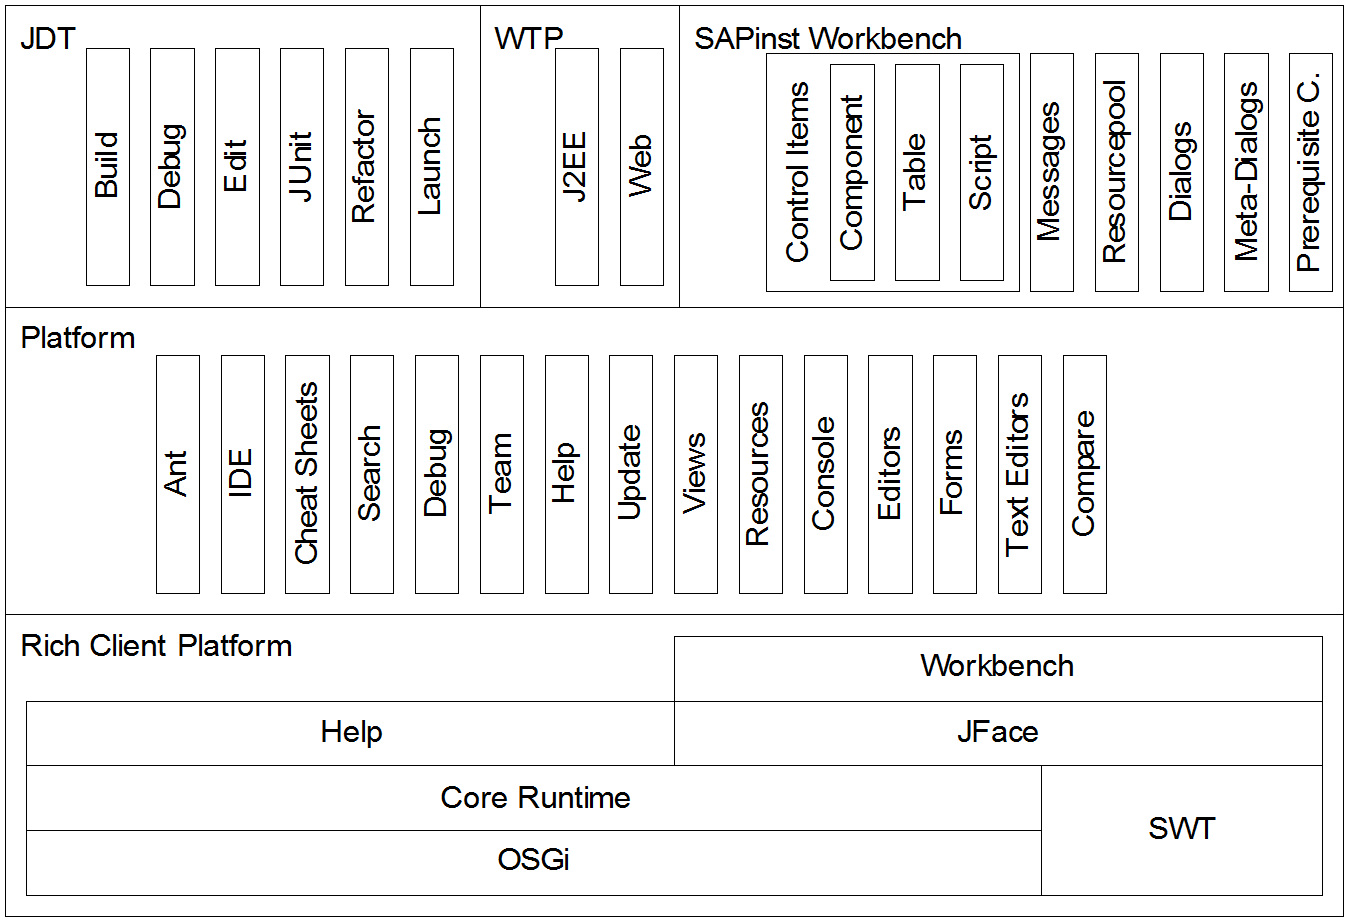 JDT
Build
Debug
Edit
JUnit
Refactor
Launch
WTP
J2EE
Web
SAPinst Workbench
Control Items
Component
Table
Script
Messages
Resourcepool
Dialogs
Meta-Dialogs
Prerequisite C.
Platform
Ant
IDE
Cheat Sheets
Search
Debug
Team
Help
Update
Views
Resources
Console
Editors
Forms
Text Editors
Compare
Rich Client Platform
Workbench
Help
JFace
Core Runtime
SWT
OSGi